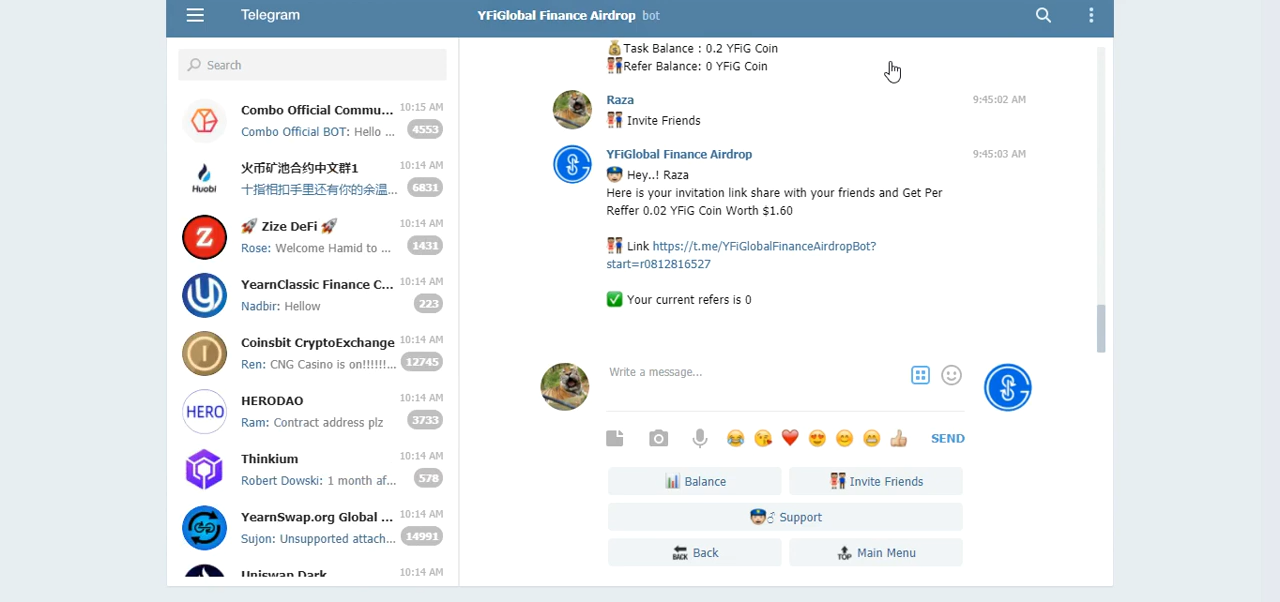 Telegram
YFiGlobal Finance Airdrop bot
Search
Combo Official Commu... 10:15 AM
Combo Official BOT: Hello ... 4553
火币矿池合约中文群1 10:14 AM
十指相扣手里还有你的余温... 6831
Huobi
🚀 Zize DeFi 🚀 10:14 AM
Rose: Welcome Hamid to ... 1431
Z
YearnClassic Finance C... 10:14 AM
Nadbir: Hellow 223
Coinsbit CryptoExchange 10:14 AM
Ren: CNG Casino is on!!!!!!... 12745
HERODAO 10:14 AM
Ram: Contract address plz 3733
HERO
Thinkium 10:14 AM
Robert Dowski: 1 month af... 578
YearnSwap.org Global ... 10:14 AM
Sujon: Unsupported attach... 14991
Uniswap Dark 10:14 AM
💰Task Balance : 0.2 YFiG Coin
👫Refer Balance: 0 YFiG Coin
Raza 9:45:02 AM
👫 Invite Friends
YFiGlobal Finance Airdrop 9:45:03 AM
👮 Hey..! Raza
Here is your invitation link share with your friends and Get Per
Reffer 0.02 YFiG Coin Worth $1.60
👫 Link https://t.me/YFiGlobalFinanceAirdropBot?
start=r0812816527
✅ Your current refers is 0
Write a message...
SEND
📊 Balance
👫 Invite Friends
👮♂ Support
🔙 Back
🔝 Main Menu